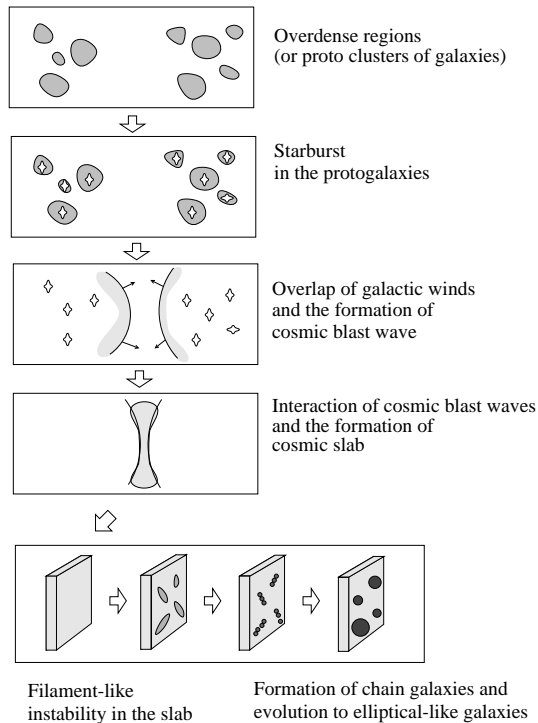 Overdense regions
(or proto clusters of galaxies)
Starburst
in the protogalaxies
Overlap of galactic winds
and the formation of
cosmic blast wave
Interaction of cosmic blast waves
and the formation of
cosmic slab
Filament-like
instability in the slab
Formation of chain galaxies and
evolution to elliptical-like galaxies